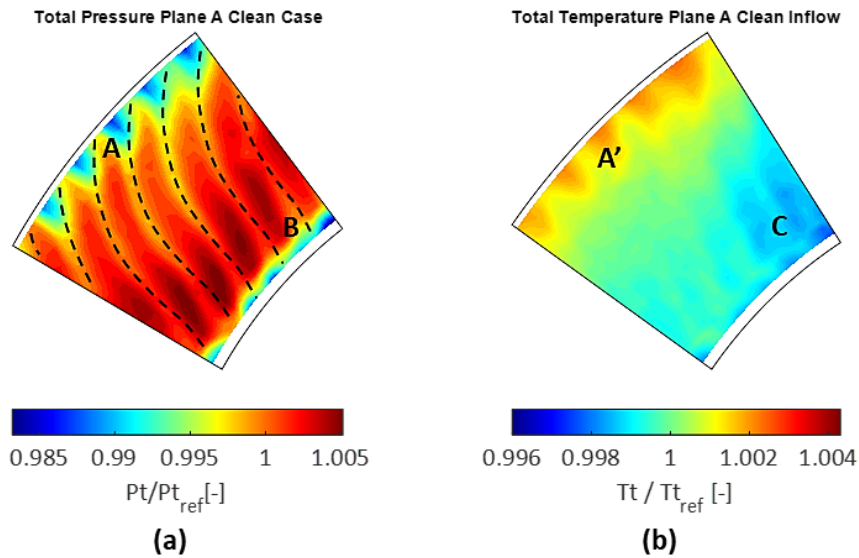 Total Pressure Plane A Clean Case
A
B
0.985 0.99 0.995 1 1.005
Pt/Pt_ref[-]
(a)
Total Temperature Plane A Clean Inflow
A'
C
0.996 0.998 1 1.002 1.004
Tt / Tt_ref [-]
(b)